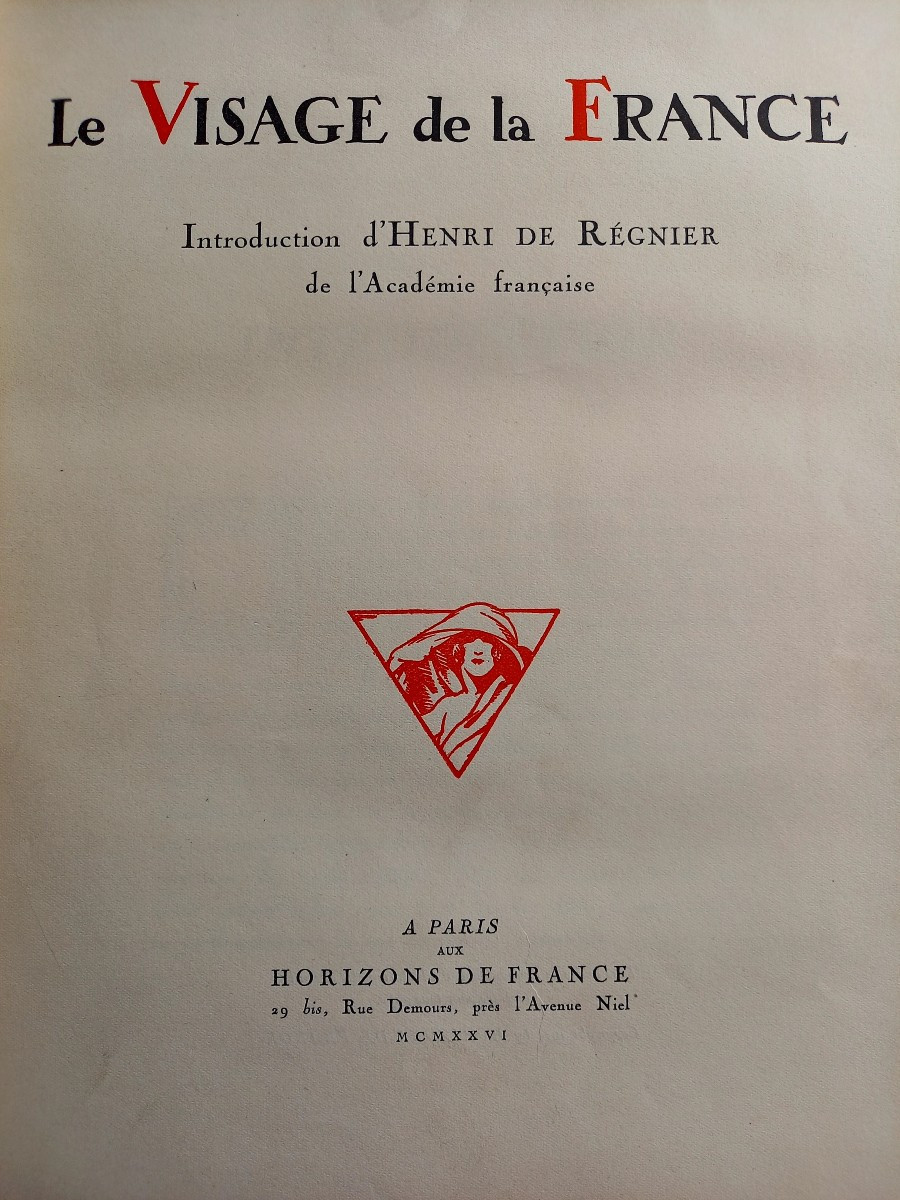 Le VISAGE de la FRANCE
Introduction d'HENRI DE RÉGNIER
de l'Académie française
A PARIS
AUX
HORIZONS DE FRANCE
29 bis, Rue Demours, près l'Avenue Niel
MCMXXVI